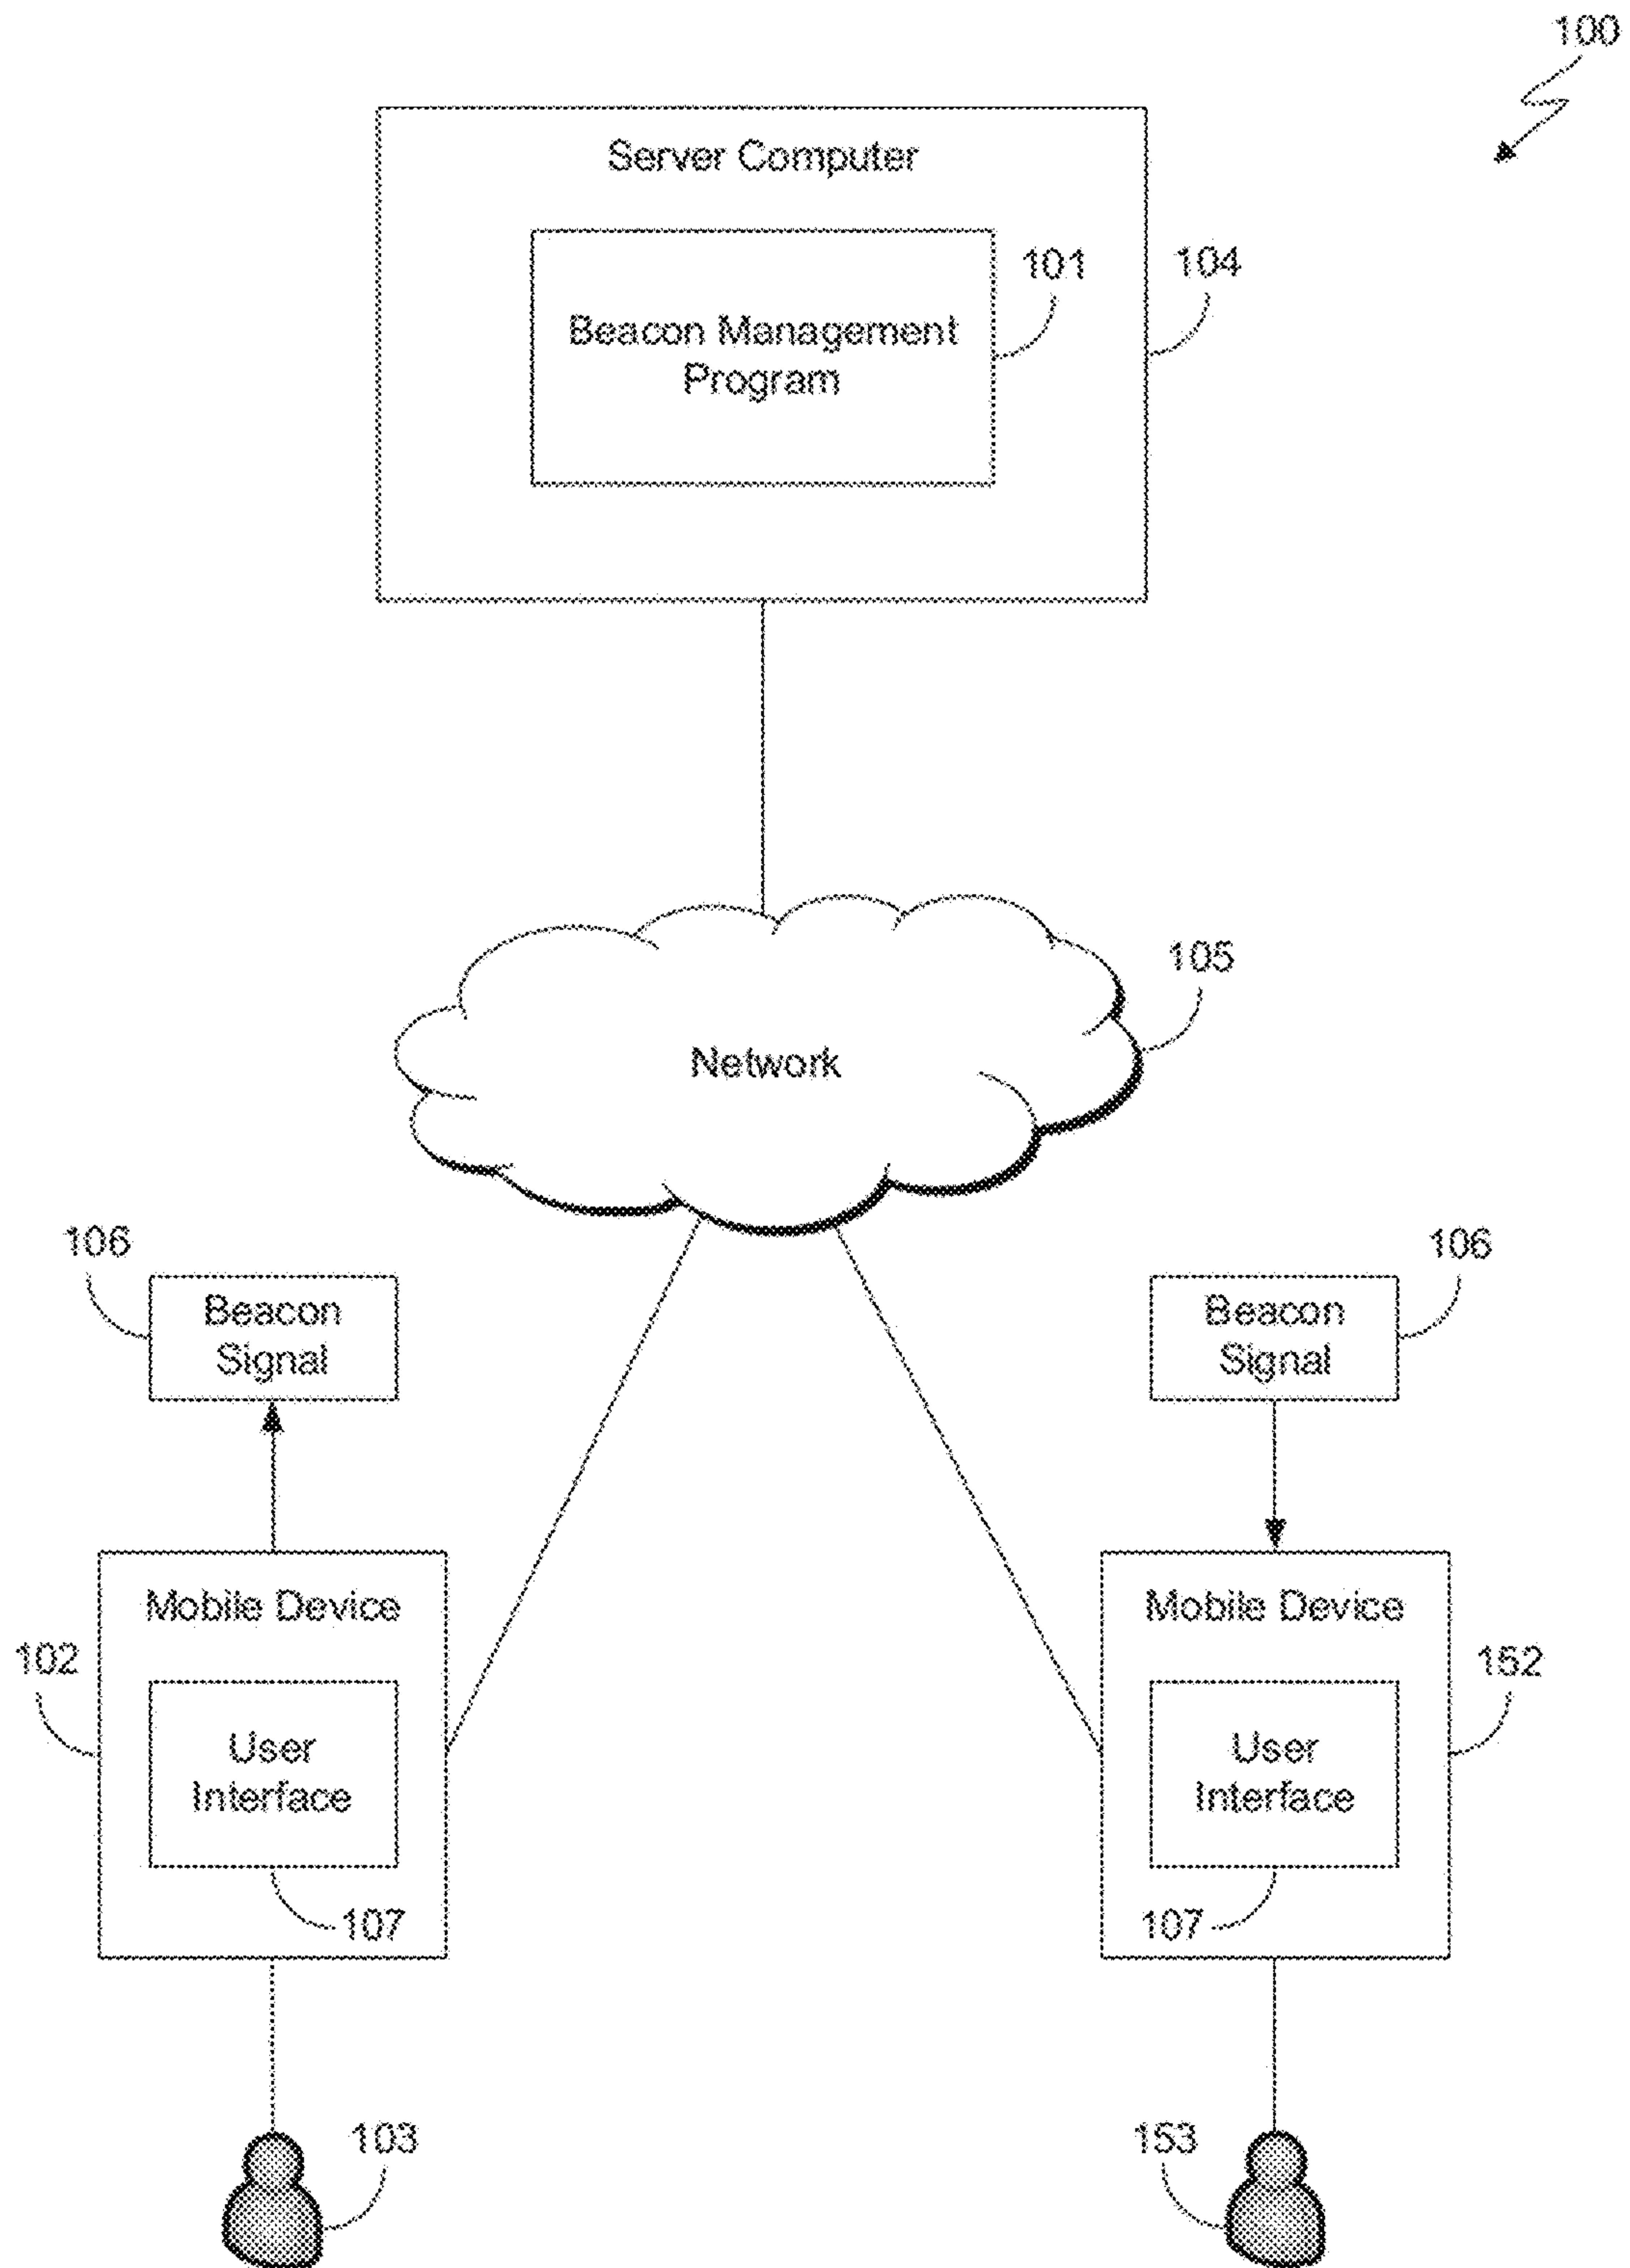 100
Server Computer
101
104
Beacon Management
Program
105
Network
106
Beacon
Signal
106
Beacon
Signal
Mobile Device
102
User
Interface
107
Mobile Device
152
User
Interface
107
103
153